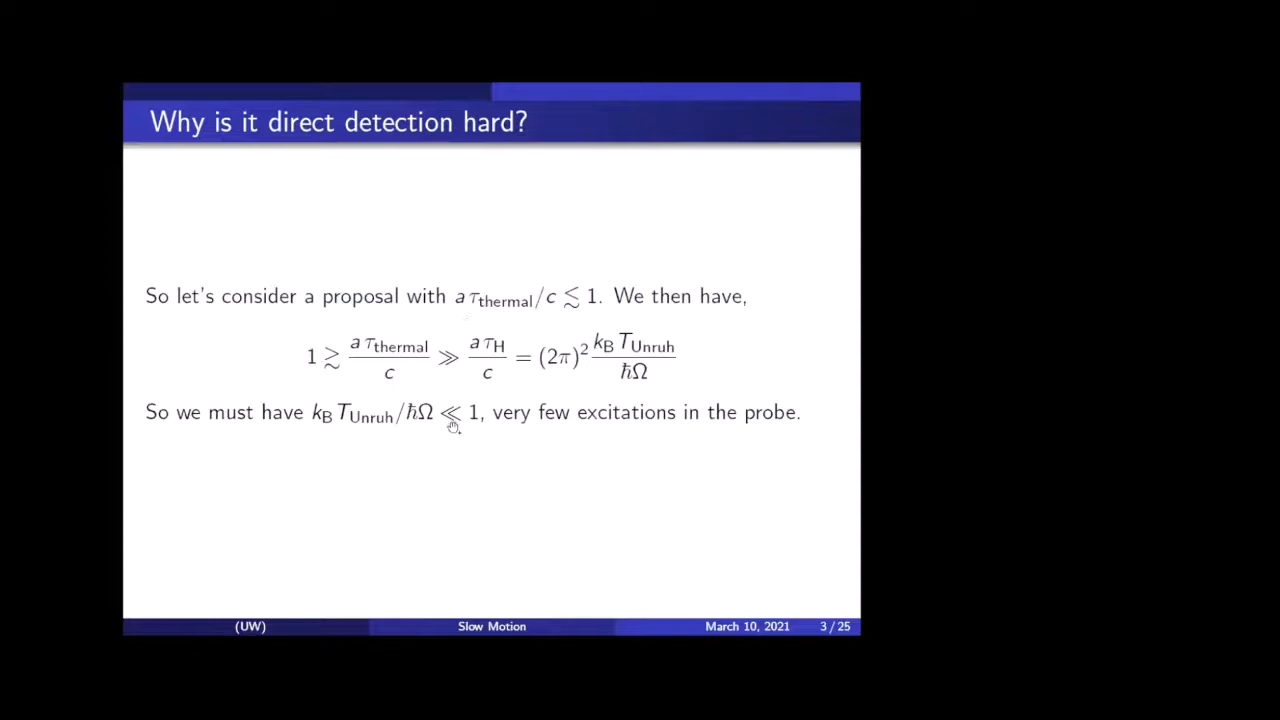 Why is it direct detection hard?
So let's consider a proposal with a τ_thermal/c ≲ 1. We then have,
1 ≳ a τ_thermal / c ≫ a τ_H / c = (2π)² k_B T_Unruh / ℏΩ
So we must have k_B T_Unruh/ℏΩ ≪ 1, very few excitations in the probe.
(UW) Slow Motion March 10, 2021 3 / 25